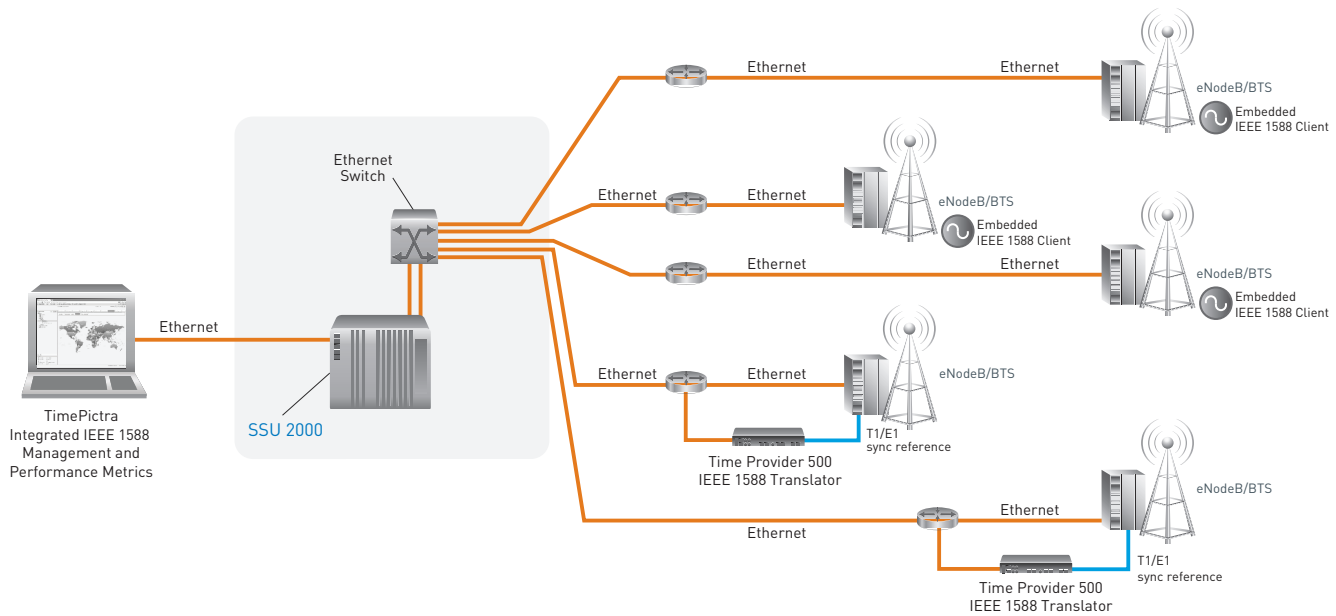 Ethernet
Ethernet
eNodeB/BTS
Embedded
IEEE 1588 Client
Ethernet
Switch
Ethernet
Ethernet
eNodeB/BTS
Embedded
IEEE 1588 Client
Ethernet
Ethernet
eNodeB/BTS
Embedded
IEEE 1588 Client
Ethernet
SSU 2000
TimePictra
Integrated IEEE 1588
Management and
Performance Metrics
Ethernet
Ethernet
eNodeB/BTS
T1/E1
sync reference
Time Provider 500
IEEE 1588 Translator
Ethernet
Ethernet
eNodeB/BTS
T1/E1
sync reference
Time Provider 500
IEEE 1588 Translator